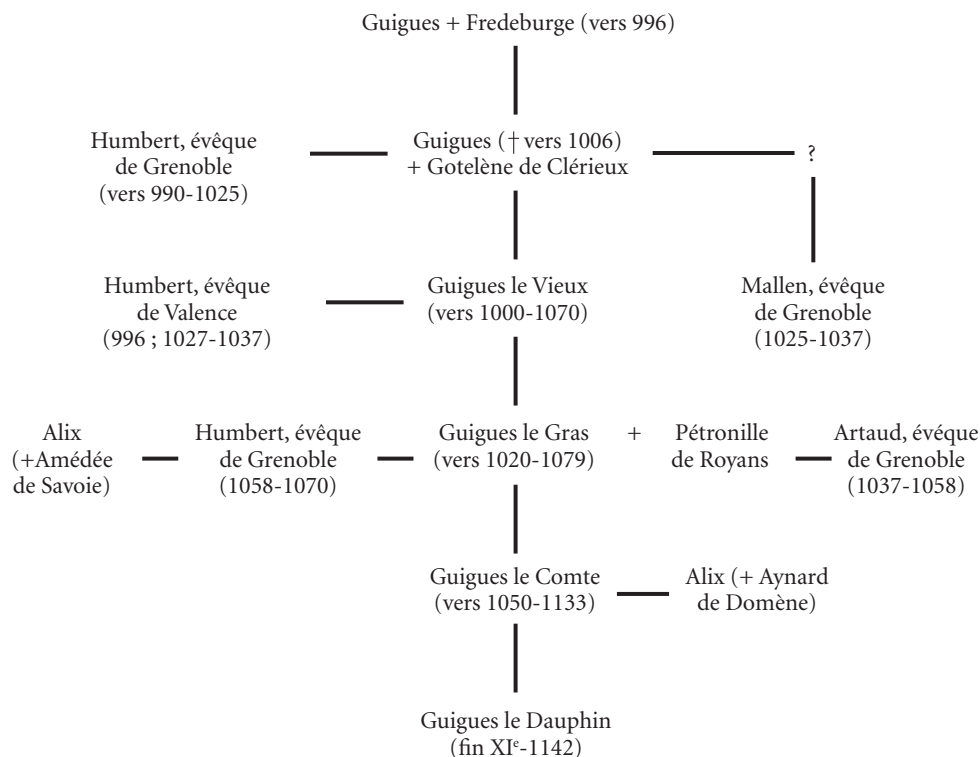 Guigues + Fredeburge (vers 996)
Humbert, évêque
de Grenoble
(vers 990-1025)
Guigues († vers 1006)
+ Gotelène de Clérieux
?
Humbert, évêque
de Valence
(996 ; 1027-1037)
Guigues le Vieux
(vers 1000-1070)
Mallen, évêque
de Grenoble
(1025-1037)
Alix
(+Amédée
de Savoie)
Humbert, évêque
de Grenoble
(1058-1070)
Guigues le Gras
(vers 1020-1079)
+
Pétronille
de Royans
Artaud, évéque
de Grenoble
(1037-1058)
Guigues le Comte
(vers 1050-1133)
Alix (+ Aynard
de Domène)
Guigues le Dauphin
(fin XIᵉ-1142)